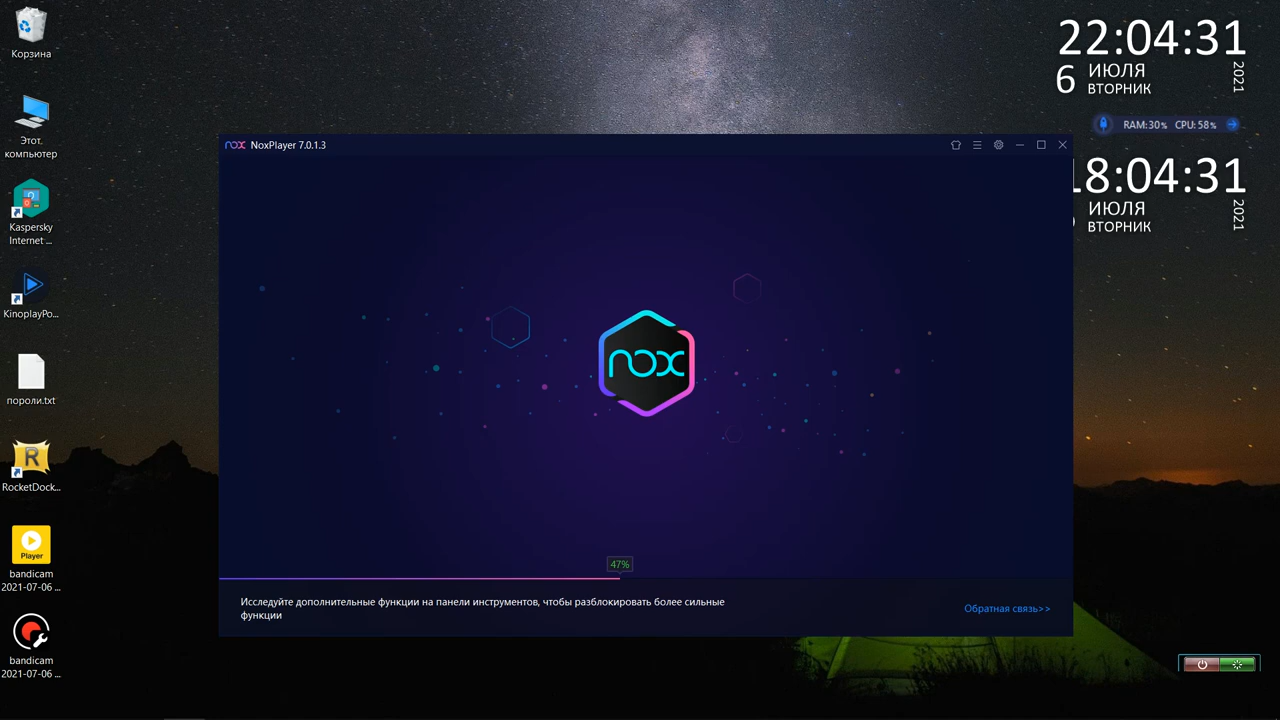 Корзина
Этот
компьютер
Kaspersky
Internet ...
KinoplayPo...
пороли.txt
RocketDock...
Player
bandicam
2021-07-06 ...
bandicam
2021-07-06 ...
nox NoxPlayer 7.0.1.3
nox
47%
Исследуйте дополнительные функции на панели инструментов, чтобы разблокировать более сильные
функции
Обратная связь>>
22:04:31
6 ИЮЛЯ
ВТОРНИК
2021
RAM:30% CPU:58%
18:04:31
ИЮЛЯ
ВТОРНИК
2021